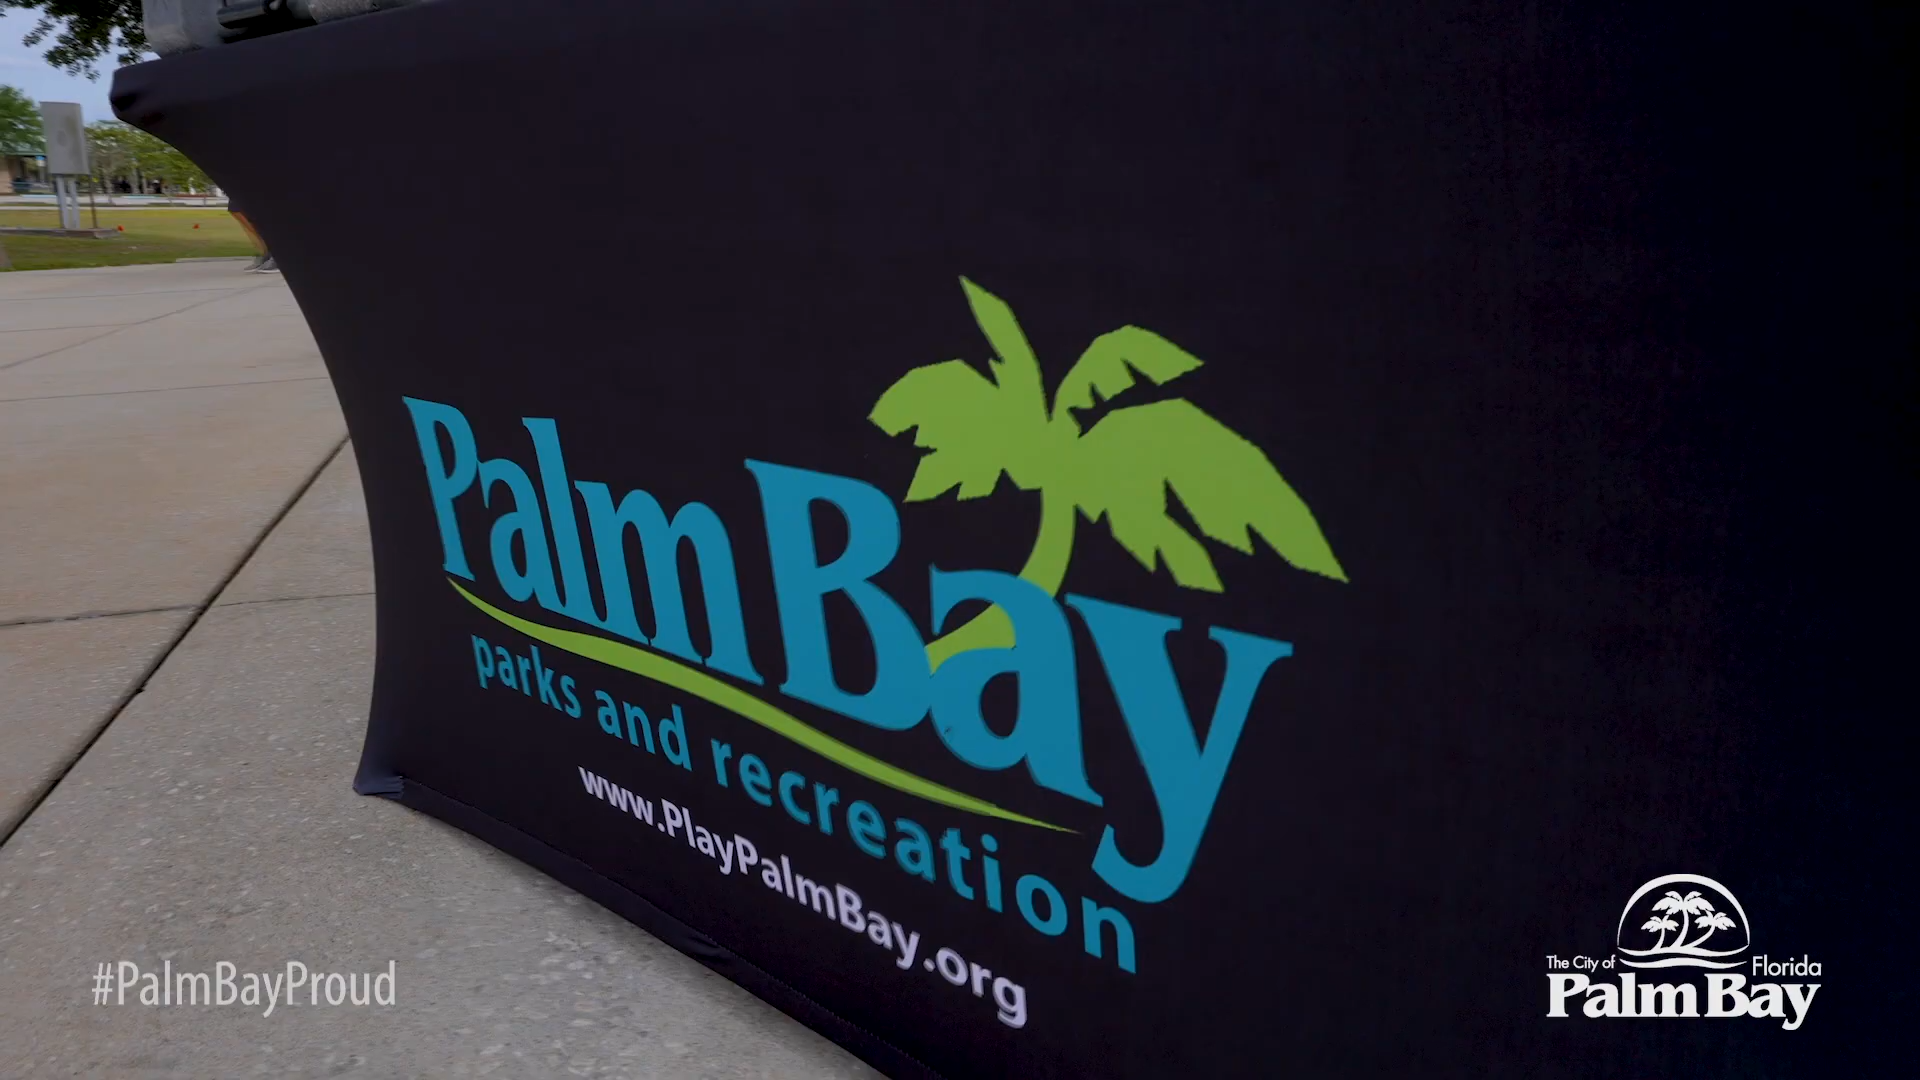 Palm Bay
parks and recreation
www.PlayPalmBay.org
#PalmBayProud
The City of
Florida
Palm Bay